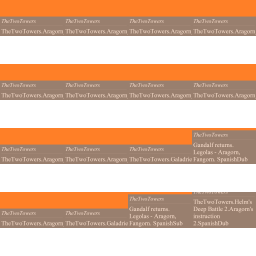 TheTwoTowers TheTwoTowers TheTwoTowers TheTwoTowers
TheTwoTowers.Aragorn TheTwoTowers.Aragorn TheTwoTowers.Aragorn TheTwoTowers.Aragorn
TheTwoTowers TheTwoTowers TheTwoTowers TheTwoTowers
TheTwoTowers.Aragorn TheTwoTowers.Aragorn TheTwoTowers.Aragorn TheTwoTowers.Aragorn
TheTwoTowers
Gandalf returns.
Legolas - Aragorn,
Fangorn. SpanishDub
TheTwoTowers TheTwoTowers TheTwoTowers
TheTwoTowers.Aragorn TheTwoTowers.Aragorn TheTwoTowers.Galadriel
TheTwoTowers.Helm's
Deep Battle 2 Aragorn's
instruction
2.SpanishDub
TheTwoTowers
Gandalf returns.
Legolas - Aragorn,
Fangorn. SpanishSub
TheTwoTowers TheTwoTowers
TheTwoTowers.Aragorn TheTwoTowers.Galadriel